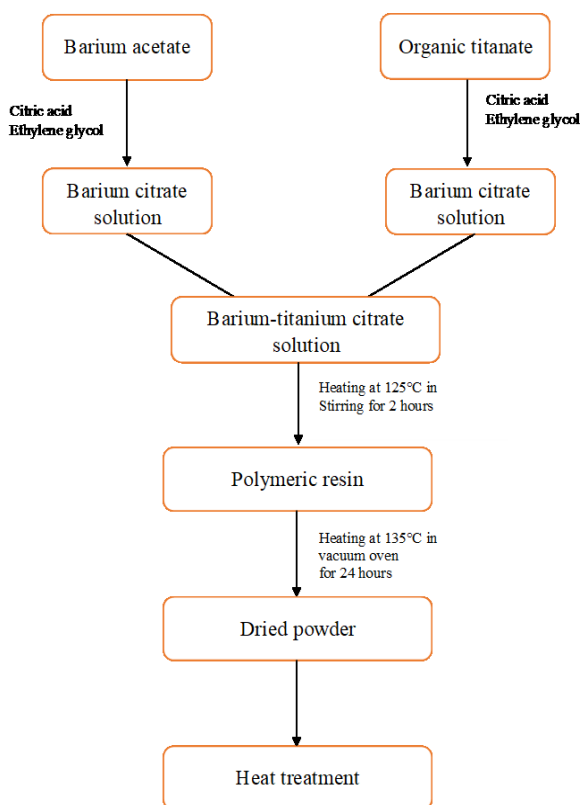 Barium acetate
Organic titanate
Citric acid
Ethylene glycol
Citric acid
Ethylene glycol
Barium citrate
solution
Barium citrate
solution
Barium-titanium citrate
solution
Heating at 125°C in
Stirring for 2 hours
Polymeric resin
Heating at 135°C in
vacuum oven
for 24 hours
Dried powder
Heat treatment